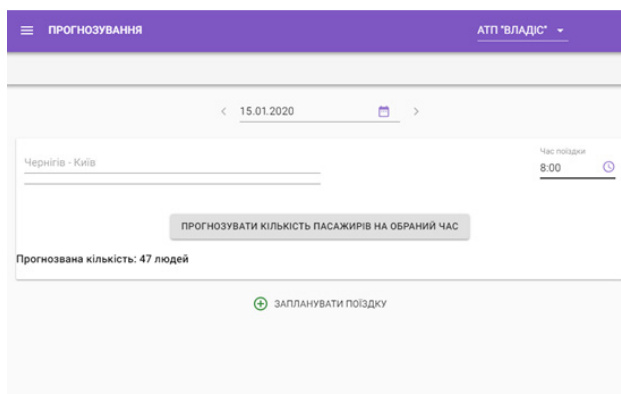 ПРОГНОЗУВАННЯ АТП "ВЛАДІС"
15.01.2020
Чернігів - Київ
Час поїздки
8:00
ПРОГНОЗУВАТИ КІЛЬКІСТЬ ПАСАЖИРІВ НА ОБРАНИЙ ЧАС
Прогнозвана кількість: 47 людей
ЗАПЛАНУВАТИ ПОЇЗДКУ